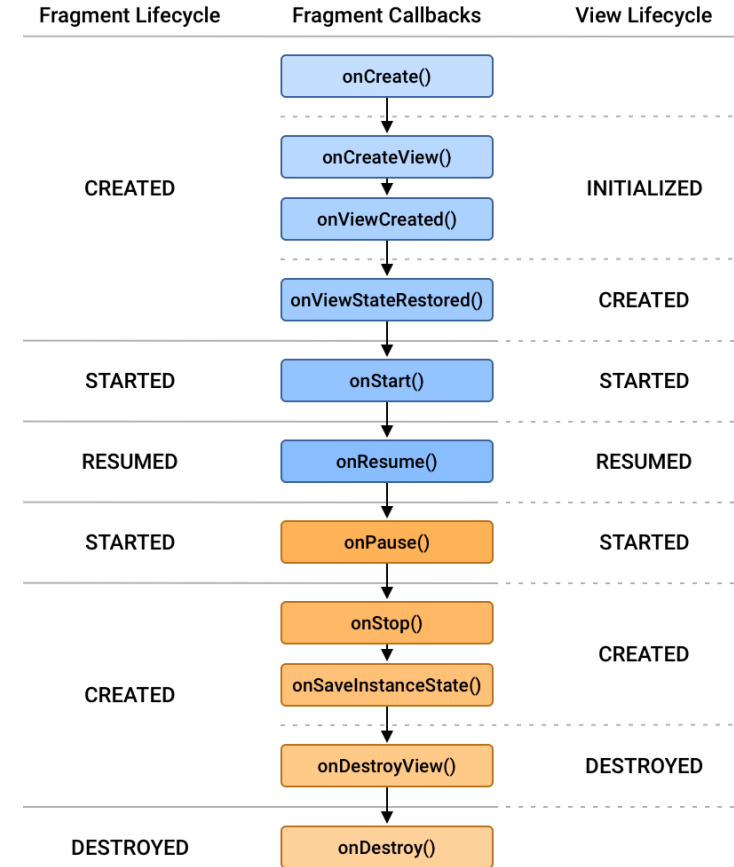 Fragment Lifecycle Fragment Callbacks View Lifecycle
onCreate()
onCreateView()
CREATED INITIALIZED
onViewCreated()
onViewStateRestored() CREATED
STARTED onStart() STARTED
RESUMED onResume() RESUMED
STARTED onPause() STARTED
onStop()
CREATED
onSaveInstanceState()
CREATED
onDestroyView() DESTROYED
DESTROYED onDestroy()